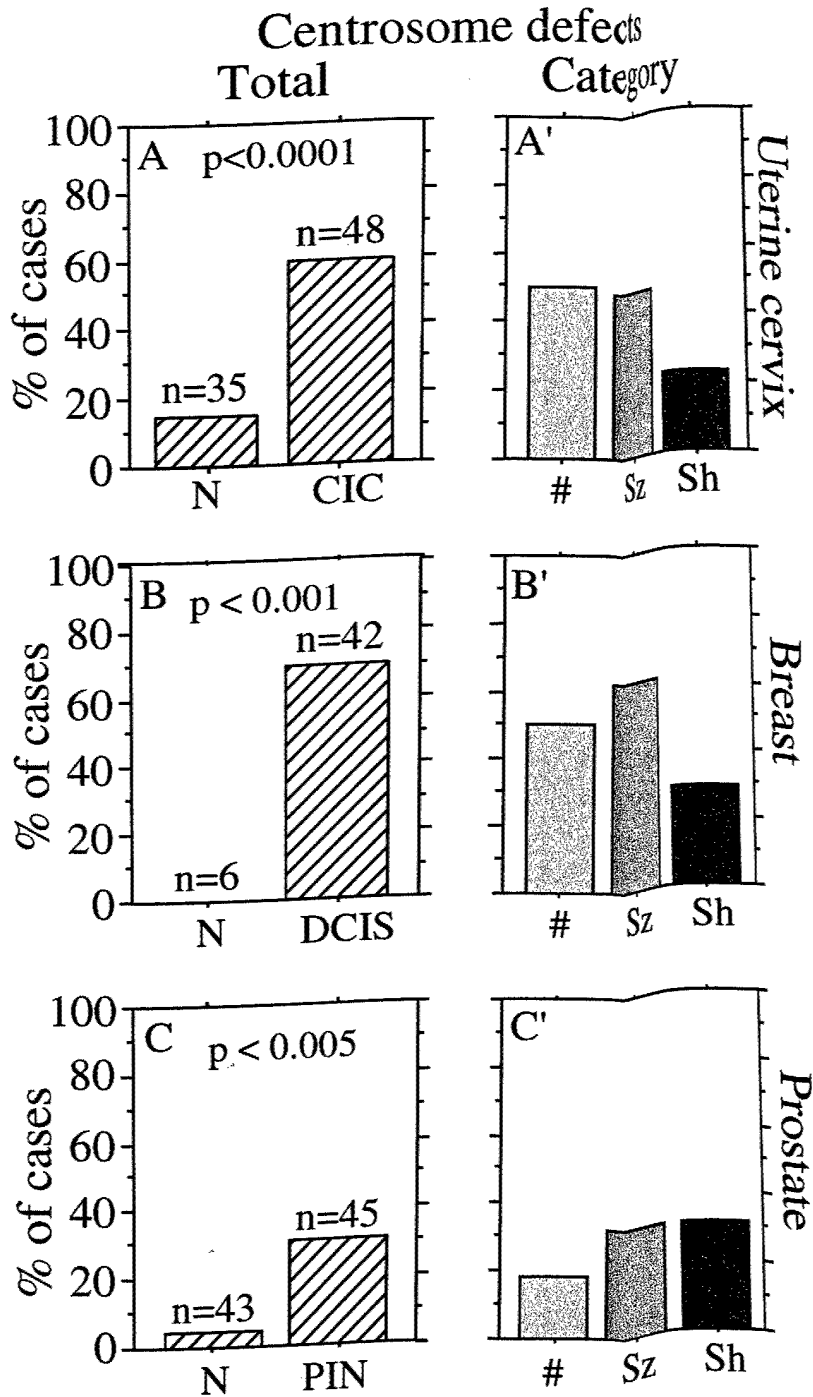 Centrosome defects
Total Category
100 A p<0.0001 A'
80
n=48
60
40
n=35
20
0
N CIC # Sz Sh
% of cases
Uterine cervix
100 B p < 0.001 B'
80
n=42
60
40
20
n=6
0
N DCIS # Sz Sh
% of cases
Breast
100 C p < 0.005 C'
80
60
40
n=45
20
n=43
0
N PIN # Sz Sh
% of cases
Prostate